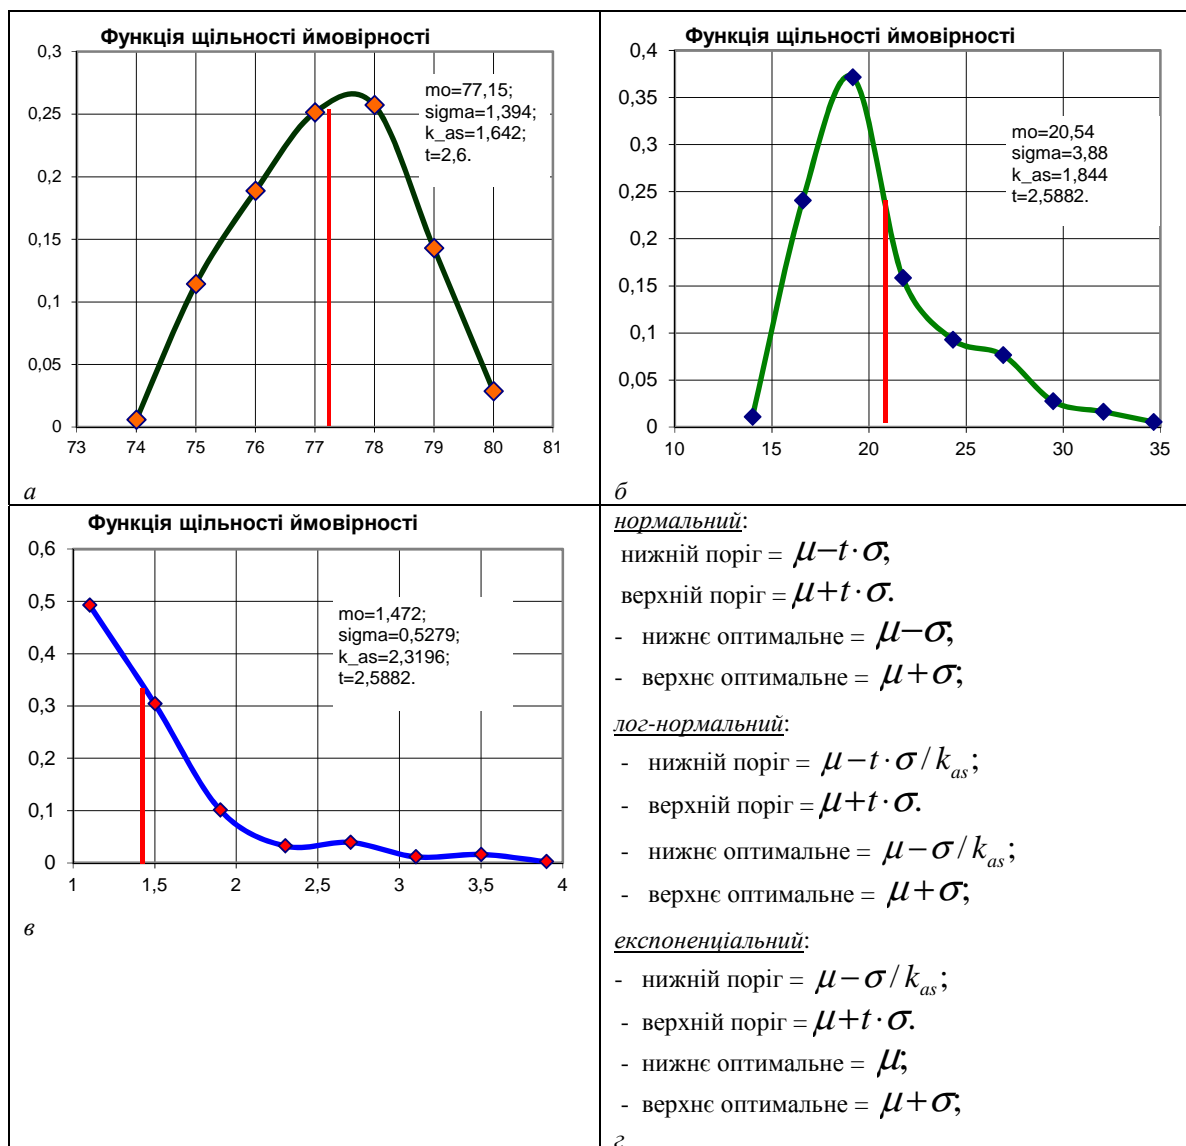 Функція щільності ймовірності
0,3
0,25
0,2
0,15
0,1
0,05
0
73 74 75 76 77 78 79 80 81
mo=77,15;
sigma=1,394;
k_as=1,642;
t=2,6.
а
Функція щільності ймовірності
0,4
0,35
0,3
0,25
0,2
0,15
0,1
0,05
0
10 15 20 25 30 35
mo=20,54
sigma=3,88
k_as=1,844
t=2,5882.
б
Функція щільності ймовірності
0,6
0,5
0,4
0,3
0,2
0,1
0
1 1,5 2 2,5 3 3,5 4
mo=1,472;
sigma=0,5279;
k_as=2,3196;
t=2,5882.
в
нормальний:
нижній поріг = μ−t·σ;
верхній поріг = μ+t·σ.
- нижнє оптимальне = μ−σ;
- верхнє оптимальне = μ+σ;
лог-нормальний:
- нижній поріг = μ−t·σ/k_as;
- верхній поріг = μ+t·σ.
- нижнє оптимальне = μ−σ/k_as;
- верхнє оптимальне = μ+σ;
експоненціальний:
- нижній поріг = μ−σ/k_as;
- верхній поріг = μ+t·σ.
- нижнє оптимальне = μ;
- верхнє оптимальне = μ+σ;
г